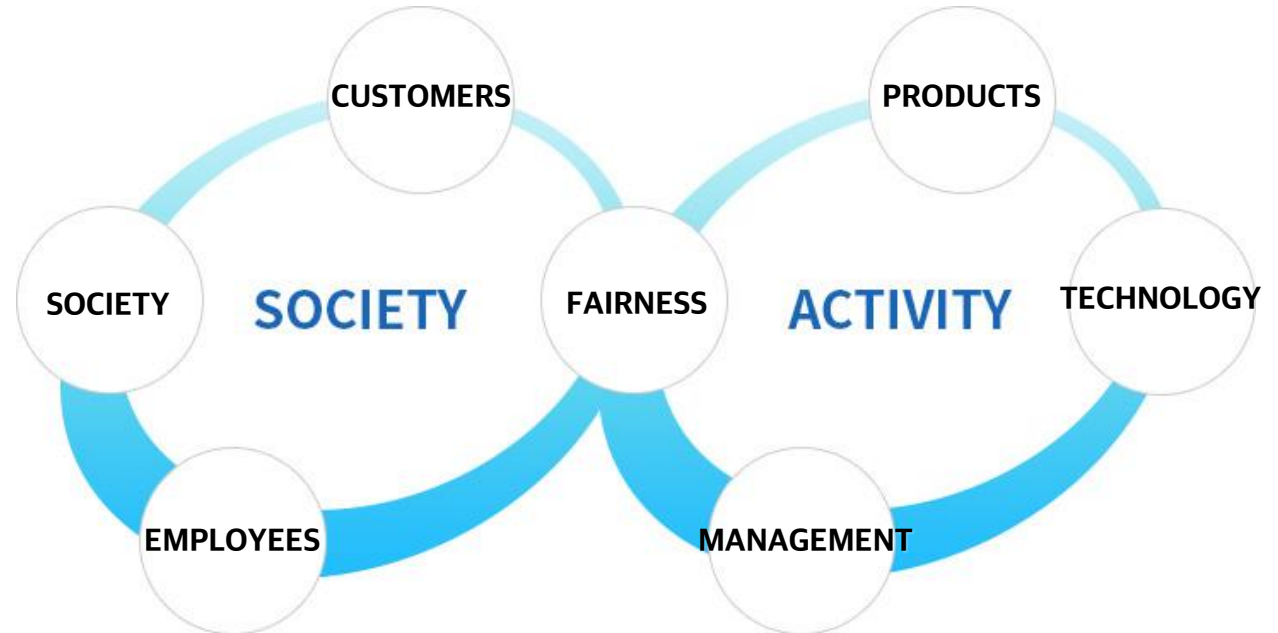 CUSTOMERS
PRODUCTS
SOCIETY
SOCIETY
FAIRNESS
ACTIVITY
TECHNOLOGY
EMPLOYEES
MANAGEMENT